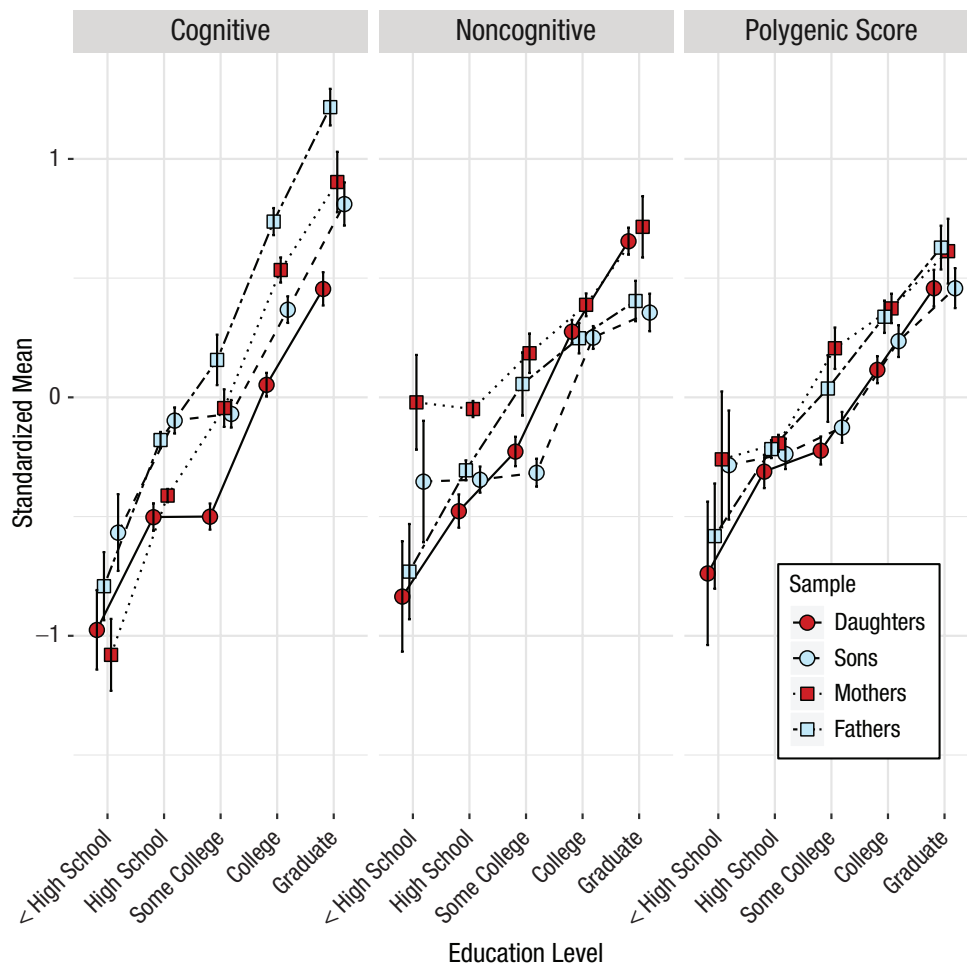 Cognitive
Noncognitive
Polygenic Score
Standardized Mean
1
0
−1
Sample
Daughters
Sons
Mothers
Fathers
< High School
High School
Some College
College
Graduate
< High School
High School
Some College
College
Graduate
< High School
High School
Some College
College
Graduate
Education Level